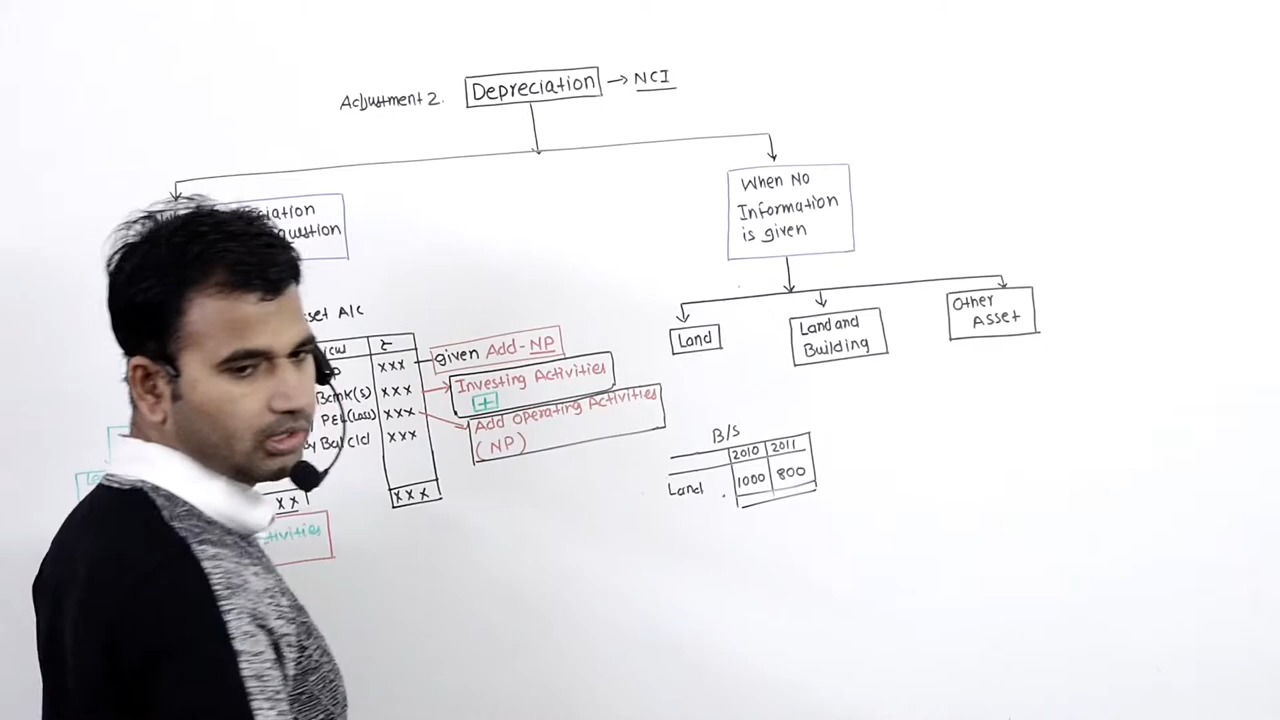 Adjustment 2. Depreciation → NCI
ciation
question
When No
Information
is given
Land
Land and
Building
Other
Asset
set A/c
₹
xxx
given Add-NP
Bank(s) xxx
Investing Activities
+
P&L(Loss) xxx
Add Operating Activities
(NP)
y Bal C/d xxx
xx
xxx
tivities
B/S
2010 2011
Land 1000 800